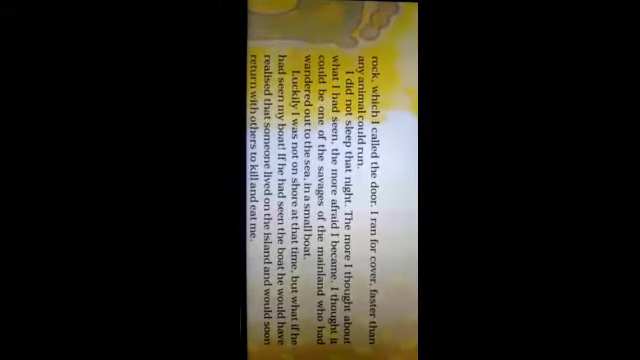 rock, which I called the door. I ran for cover, faster than
any animal could run.
I did not sleep that night. The more I thought about
what I had seen, the more afraid I became. I thought it
could be one of the savages of the mainland who had
wandered out to the sea, in a small boat.
Luckily I was not on shore at that time, but what if he
had seen my boat! If he had seen the boat he would have
realised that someone lived on the island and would soon
return with others to kill and eat me.